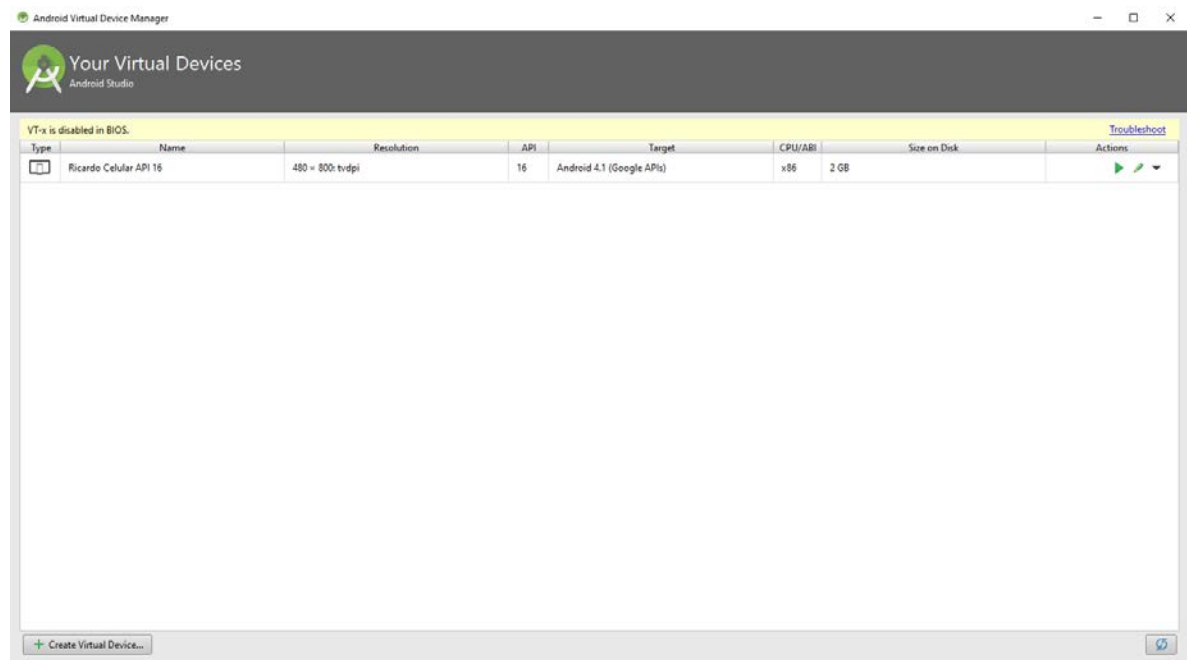 Android Virtual Device Manager
Your Virtual Devices
Android Studio
VT-x is disabled in BIOS. Troubleshoot
Type Name Resolution API Target CPU/ABI Size on Disk Actions
Ricardo Celular API 16 480 × 800: tvdpi 16 Android 4.1 (Google APIs) x86 2 GB
+ Create Virtual Device...